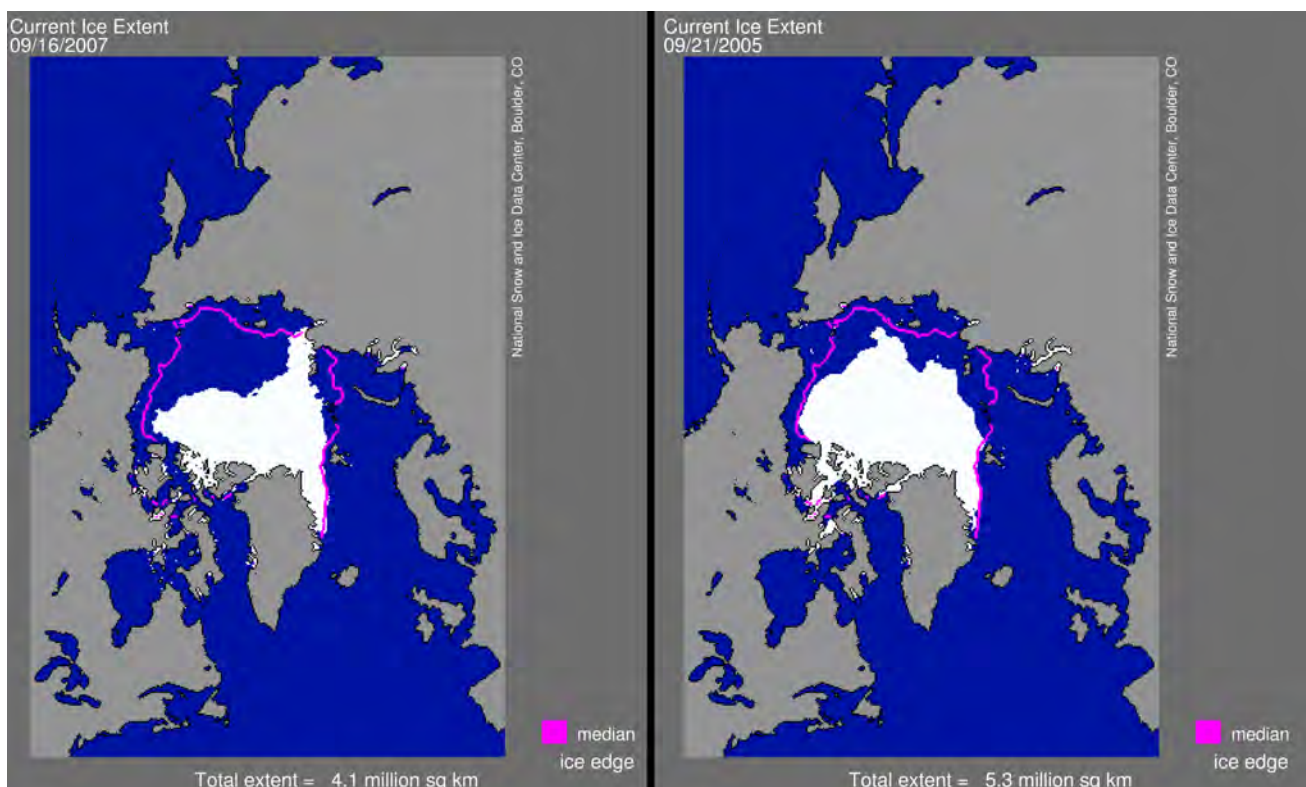 Current Ice Extent
09/16/2007
National Snow and Ice Data Center, Boulder, CO
median
ice edge
Total extent = 4.1 million sq km
Current Ice Extent
09/21/2005
National Snow and Ice Data Center, Boulder, CO
median
ice edge
Total extent = 5.3 million sq km